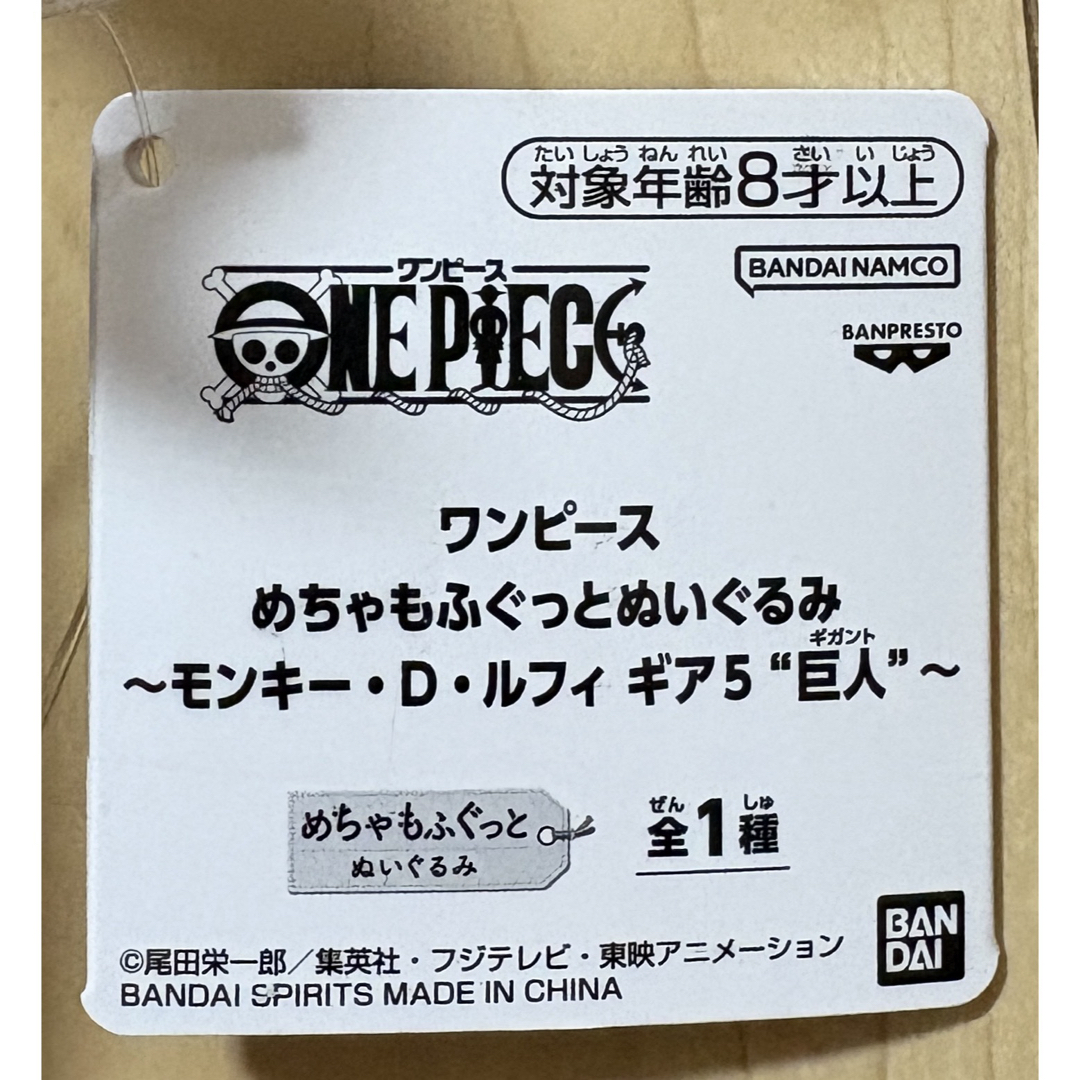 たいしょうねんれい さいいじょう
対象年齢8才以上
ワンピース
ONE PIECE
BANDAI NAMCO
BANPRESTO
ワンピース
めちゃもふぐっとぬいぐるみ
ギガント
～モンキー・D・ルフィ ギア5 “巨人”～
めちゃもふぐっと
ぬいぐるみ
ぜん しゅ
全1種
©尾田栄一郎／集英社・フジテレビ・東映アニメーション
BANDAI SPIRITS MADE IN CHINA
BAN
DAI